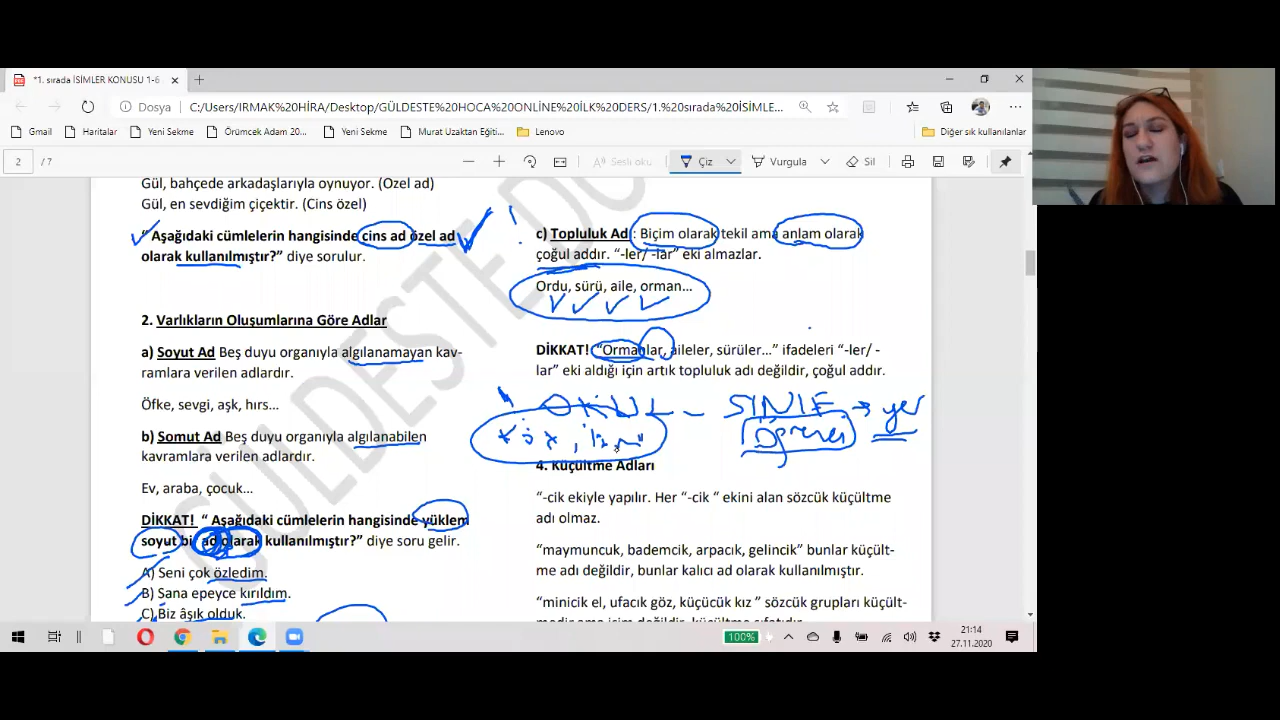 *1. sırada İSİMLER KONUSU 1-6
Dosya
C:/Users/IRMAK%20HİRA/Desktop/GÜLDESTE%20HOCA%20ONLİNE%20İLK%20DERS/1.%20sırada%20İSİMLE...
Gmail
Haritalar
Yeni Sekme
Örümcek Adam 20...
Yeni Sekme
Murat Uzaktan Eğiti...
Lenovo
Diğer sık kullanılanlar
2 / 7
Sesli oku
Çiz
Vurgula
Sil
Gül, bahçede arkadaşlarıyla oynuyor. (Özel ad)
Gül, en sevdiğim çiçektir. (Cins özel)
“Aşağıdaki cümlelerin hangisinde cins ad özel ad
olarak kullanılmıştır?” diye sorulur.
2. Varlıkların Oluşumlarına Göre Adlar
a) Soyut Ad Beş duyu organıyla algılanamayan kav-
ramlara verilen adlardır.
Öfke, sevgi, aşk, hırs...
b) Somut Ad Beş duyu organıyla algılanabilen
kavramlara verilen adlardır.
Ev, araba, çocuk...
DİKKAT! “ Aşağıdaki cümlelerin hangisinde yüklem
soyut bir ad olarak kullanılmıştır?” diye soru gelir.
A) Seni çok özledim.
B) Sana epeyce kırıldım.
C) Biz âşık olduk.
c) Topluluk Ad : Biçim olarak tekil ama anlam olarak
çoğul addır. “-ler/ -lar” eki almazlar.
Ordu, sürü, aile, orman...
DİKKAT! “Ormanlar, aileler, sürüler...” ifadeleri “-ler/ -
lar” eki aldığı için artık topluluk adı değildir, çoğul addır.
OKUL – SINIF → yer
öğrenci
4. Küçültme Adları
“-cik ekiyle yapılır. Her “-cik “ ekini alan sözcük küçültme
adı olmaz.
“maymuncuk, bademcik, arpacık, gelincik” bunlar küçült-
me adı değildir, bunlar kalıcı ad olarak kullanılmıştır.
“minicik el, ufacık göz, küçücük kız ” sözcük grupları küçült-
GÜLDESTE
100%
21:14
27.11.2020